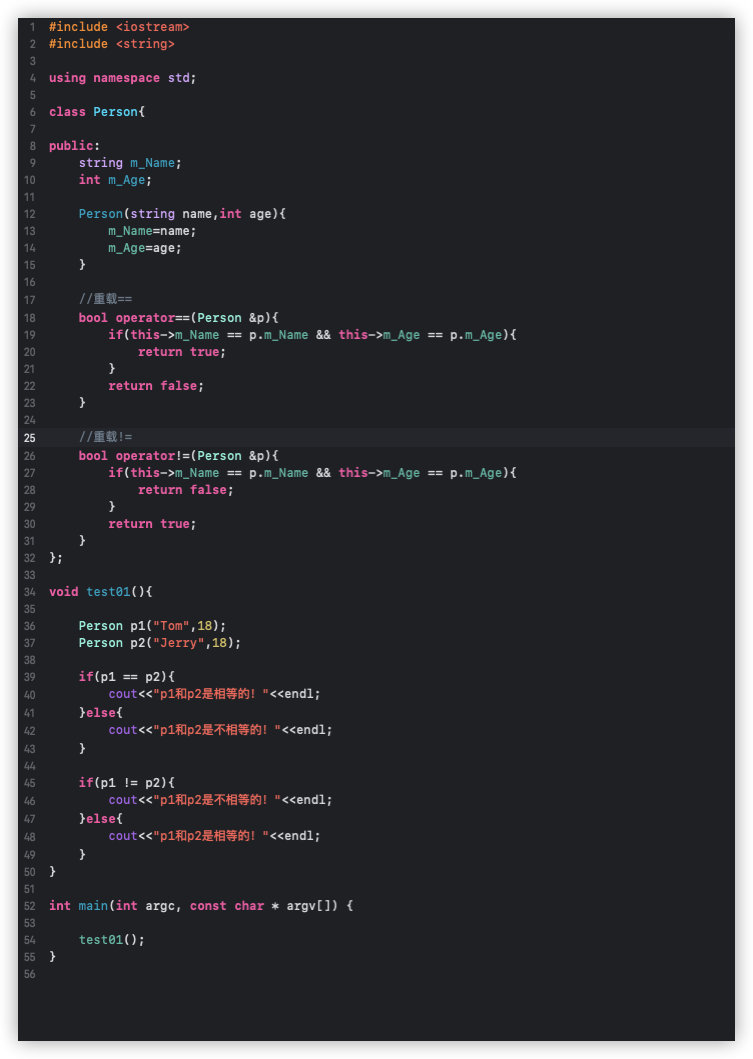 1 #include <iostream>
2 #include <string>
3
4 using namespace std;
5
6 class Person{
7
8 public:
9     string m_Name;
10     int m_Age;
11
12     Person(string name,int age){
13         m_Name=name;
14         m_Age=age;
15     }
16
17     //重载==
18     bool operator==(Person &p){
19         if(this->m_Name == p.m_Name && this->m_Age == p.m_Age){
20             return true;
21         }
22         return false;
23     }
24
25     //重载!=
26     bool operator!=(Person &p){
27         if(this->m_Name == p.m_Name && this->m_Age == p.m_Age){
28             return false;
29         }
30         return true;
31     }
32 };
33
34 void test01(){
35
36     Person p1("Tom",18);
37     Person p2("Jerry",18);
38
39     if(p1 == p2){
40         cout<<"p1和p2是相等的！"<<endl;
41     }else{
42         cout<<"p1和p2是不相等的！"<<endl;
43     }
44
45     if(p1 != p2){
46         cout<<"p1和p2是不相等的！"<<endl;
47     }else{
48         cout<<"p1和p2是相等的！"<<endl;
49     }
50 }
51
52 int main(int argc, const char * argv[]) {
53
54     test01();
55 }
56